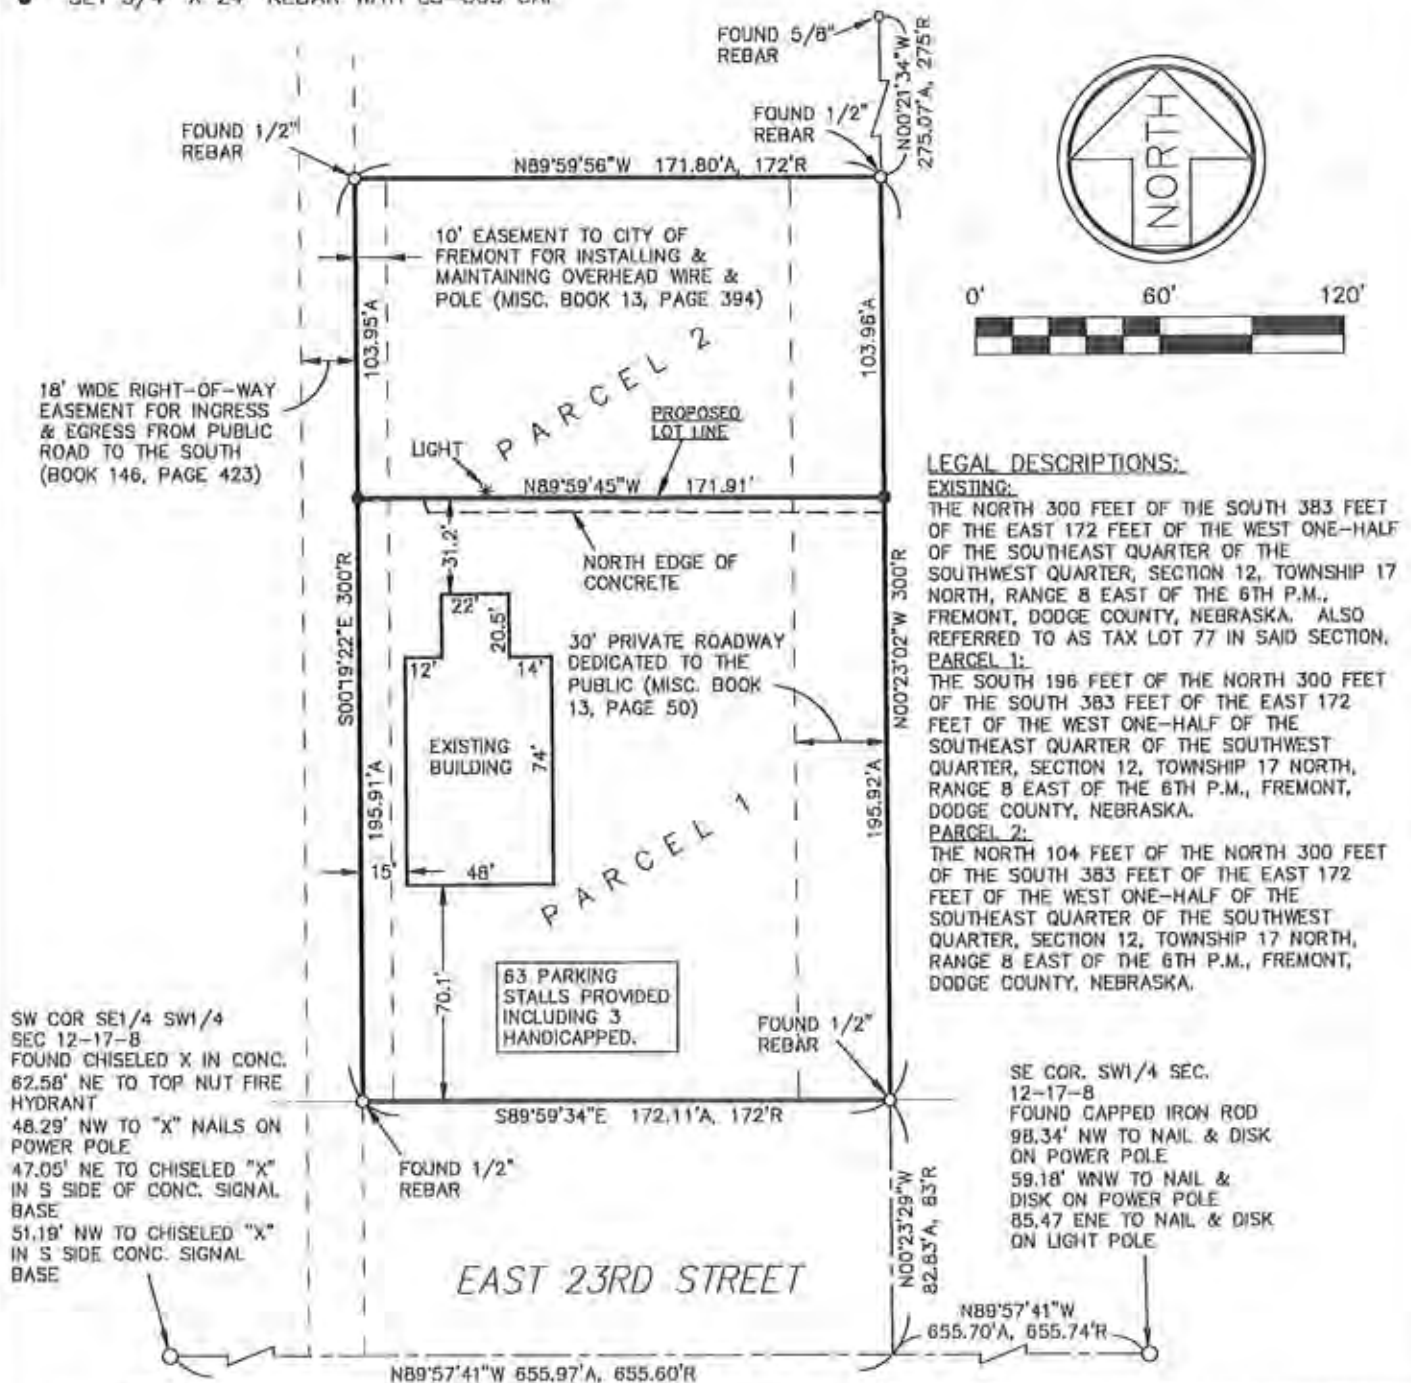 SET 3/4" X 24" REBAR WITH
FOUND 5/8"
REBAR
N00°21'34"W
275.07'A, 275'R
FOUND 1/2"
REBAR
FOUND 1/2"
REBAR
N89°59'56"W 171.80'A, 172'R
NORTH
10' EASEMENT TO CITY OF
FREMONT FOR INSTALLING &
MAINTAINING OVERHEAD WIRE &
POLE (MISC. BOOK 13, PAGE 394)
0' 60' 120'
103.95'A
103.96'A
18' WIDE RIGHT-OF-WAY
EASEMENT FOR INGRESS
& EGRESS FROM PUBLIC
ROAD TO THE SOUTH
(BOOK 146, PAGE 423)
PARCEL 2
PROPOSED
LOT LINE
LIGHT
N89°59'45"W 171.91'
LEGAL DESCRIPTIONS:
EXISTING:
THE NORTH 300 FEET OF THE SOUTH 383 FEET
OF THE EAST 172 FEET OF THE WEST ONE-HALF
OF THE SOUTHEAST QUARTER OF THE
SOUTHWEST QUARTER, SECTION 12, TOWNSHIP 17
NORTH, RANGE 8 EAST OF THE 6TH P.M.,
FREMONT, DODGE COUNTY, NEBRASKA. ALSO
REFERRED TO AS TAX LOT 77 IN SAID SECTION.
PARCEL 1:
THE SOUTH 196 FEET OF THE NORTH 300 FEET
OF THE SOUTH 383 FEET OF THE EAST 172
FEET OF THE WEST ONE-HALF OF THE
SOUTHEAST QUARTER OF THE SOUTHWEST
QUARTER, SECTION 12, TOWNSHIP 17 NORTH,
RANGE 8 EAST OF THE 6TH P.M., FREMONT,
DODGE COUNTY, NEBRASKA.
PARCEL 2:
THE NORTH 104 FEET OF THE NORTH 300 FEET
OF THE SOUTH 383 FEET OF THE EAST 172
FEET OF THE WEST ONE-HALF OF THE
SOUTHEAST QUARTER OF THE SOUTHWEST
QUARTER, SECTION 12, TOWNSHIP 17 NORTH,
RANGE 8 EAST OF THE 6TH P.M., FREMONT,
DODGE COUNTY, NEBRASKA.
31.2'
NORTH EDGE OF
CONCRETE
S00°19'22"E 300'R
N00°23'02"W 300'R
22'
20.5'
12'
14'
30' PRIVATE ROADWAY
DEDICATED TO THE
PUBLIC (MISC. BOOK
13, PAGE 50)
EXISTING
BUILDING
74'
195.91'A
195.92'A
PARCEL 1
15'
48'
70.1'
63 PARKING
STALLS PROVIDED
INCLUDING 3
HANDICAPPED.
FOUND 1/2"
REBAR
SW COR SE1/4 SW1/4
SEC 12-17-8
FOUND CHISELED X IN CONC.
62.58' NE TO TOP NUT FIRE
HYDRANT
48.29' NW TO "X" NAILS ON
POWER POLE
47.05' NE TO CHISELED "X"
IN S SIDE OF CONC. SIGNAL
BASE
51.19' NW TO CHISELED "X"
IN S SIDE CONC. SIGNAL
BASE
S89°59'34"E 172.11'A, 172'R
FOUND 1/2"
REBAR
SE COR. SW1/4 SEC.
12-17-8
FOUND CAPPED IRON ROD
98.34' NW TO NAIL & DISK
ON POWER POLE
59.18' WNW TO NAIL &
DISK ON POWER POLE
85.47 ENE TO NAIL & DISK
ON LIGHT POLE
N00°23'29"W
82.83'A, 83'R
EAST 23RD STREET
N89°57'41"W
655.70'A, 655.74'R
N89°57'41"W 655.97'A, 655.60'R